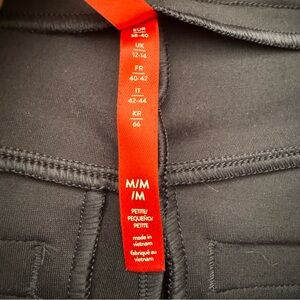 EUR
38-40
UK
12-14
FR
40-42
IT
42-44
KR
66
M/M
/M
PETITE/
PEQUEÑO/
PETITE
made in
vietnam
fabriqué au
vietnam